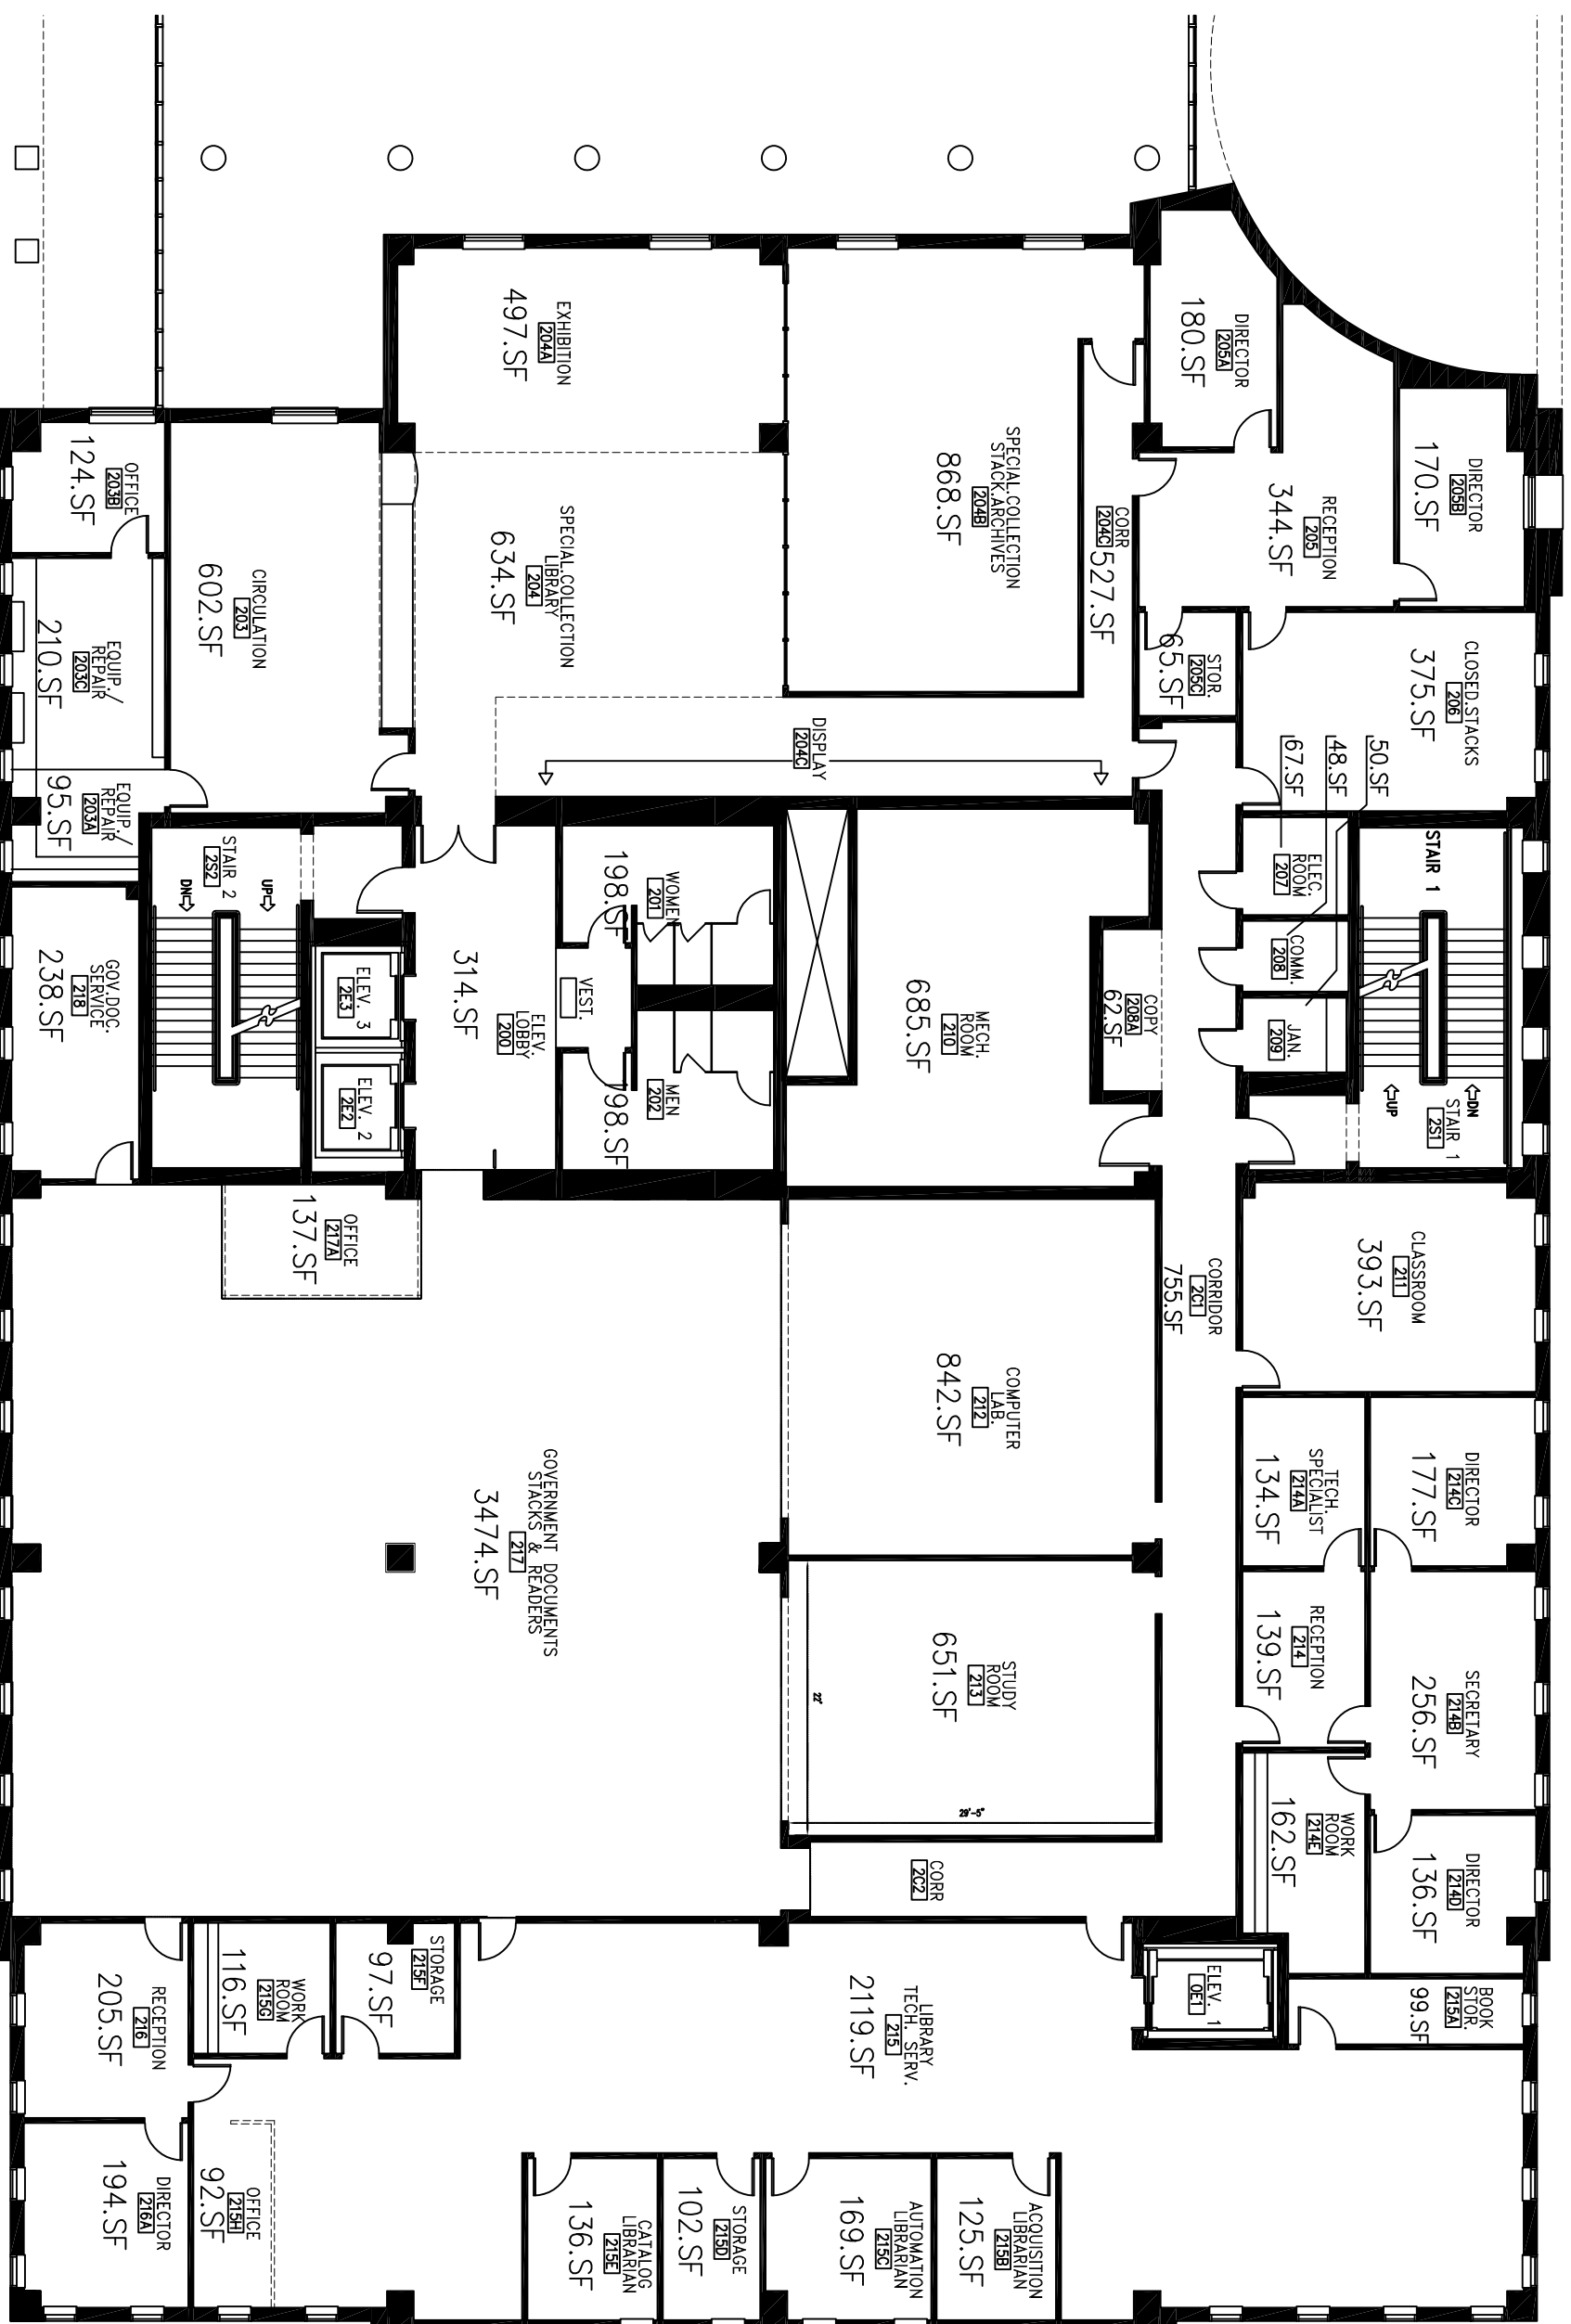 DIRECTOR
205B
170.SF
DIRECTOR
205A
180.SF
RECEPTION
205
344.SF
CLOSED.STACKS
206
375.SF
STOR.
205C
65.SF
CORR
204C
527.SF
SPECIAL.COLLECTION
STACK.ARCHIVES
204B
868.SF
EXHIBITION
204A
497.SF
SPECIAL.COLLECTION
LIBRARY
204
634.SF
DISPLAY
204C
CIRCULATION
203
602.SF
OFFICE
203B
124.SF
EQUIP./
REPAIR
203C
210.SF
EQUIP./
REPAIR
203A
95.SF
50.SF
48.SF
67.SF
STAIR 1
ELEC.
ROOM
207
COMM.
208
JAN.
209
DN
UP
STAIR 1
2S1
COPY
208A
62.SF
MECH.
ROOM
210
685.SF
WOMEN
201
198.SF
VEST.
MEN
202
198.SF
ELEV.
LOBBY
200
314.SF
ELEV. 3
2E3
ELEV. 2
2E2
STAIR 2
2S2
UP
DN
GOV.DOC.
SERVICE
218
238.SF
CLASSROOM
211
393.SF
CORRIDOR
2C1
755.SF
COMPUTER
LAB.
212
842.SF
OFFICE
217A
137.SF
GOVERNMENT DOCUMENTS
STACKS & READERS
217
3474.SF
DIRECTOR
214C
177.SF
TECH.
SPECIALIST
214A
134.SF
RECEPTION
214
139.SF
SECRETARY
214B
256.SF
WORK
ROOM
214E
162.SF
DIRECTOR
214D
136.SF
STUDY
ROOM
213
651.SF
22'
29'-5"
CORR
2C2
BOOK
STOR.
215A
99.SF
ELEV. 1
0E1
LIBRARY
TECH. SERV.
215
2119.SF
STORAGE
215F
97.SF
WORK
ROOM
215G
116.SF
RECEPTION
216
205.SF
ACQUISITION
LIBRARIAN
215B
125.SF
AUTOMATION
LIBRARIAN
215C
169.SF
STORAGE
215D
102.SF
CATALOG
LIBRARIAN
215E
136.SF
OFFICE
215H
92.SF
DIRECTOR
216A
194.SF